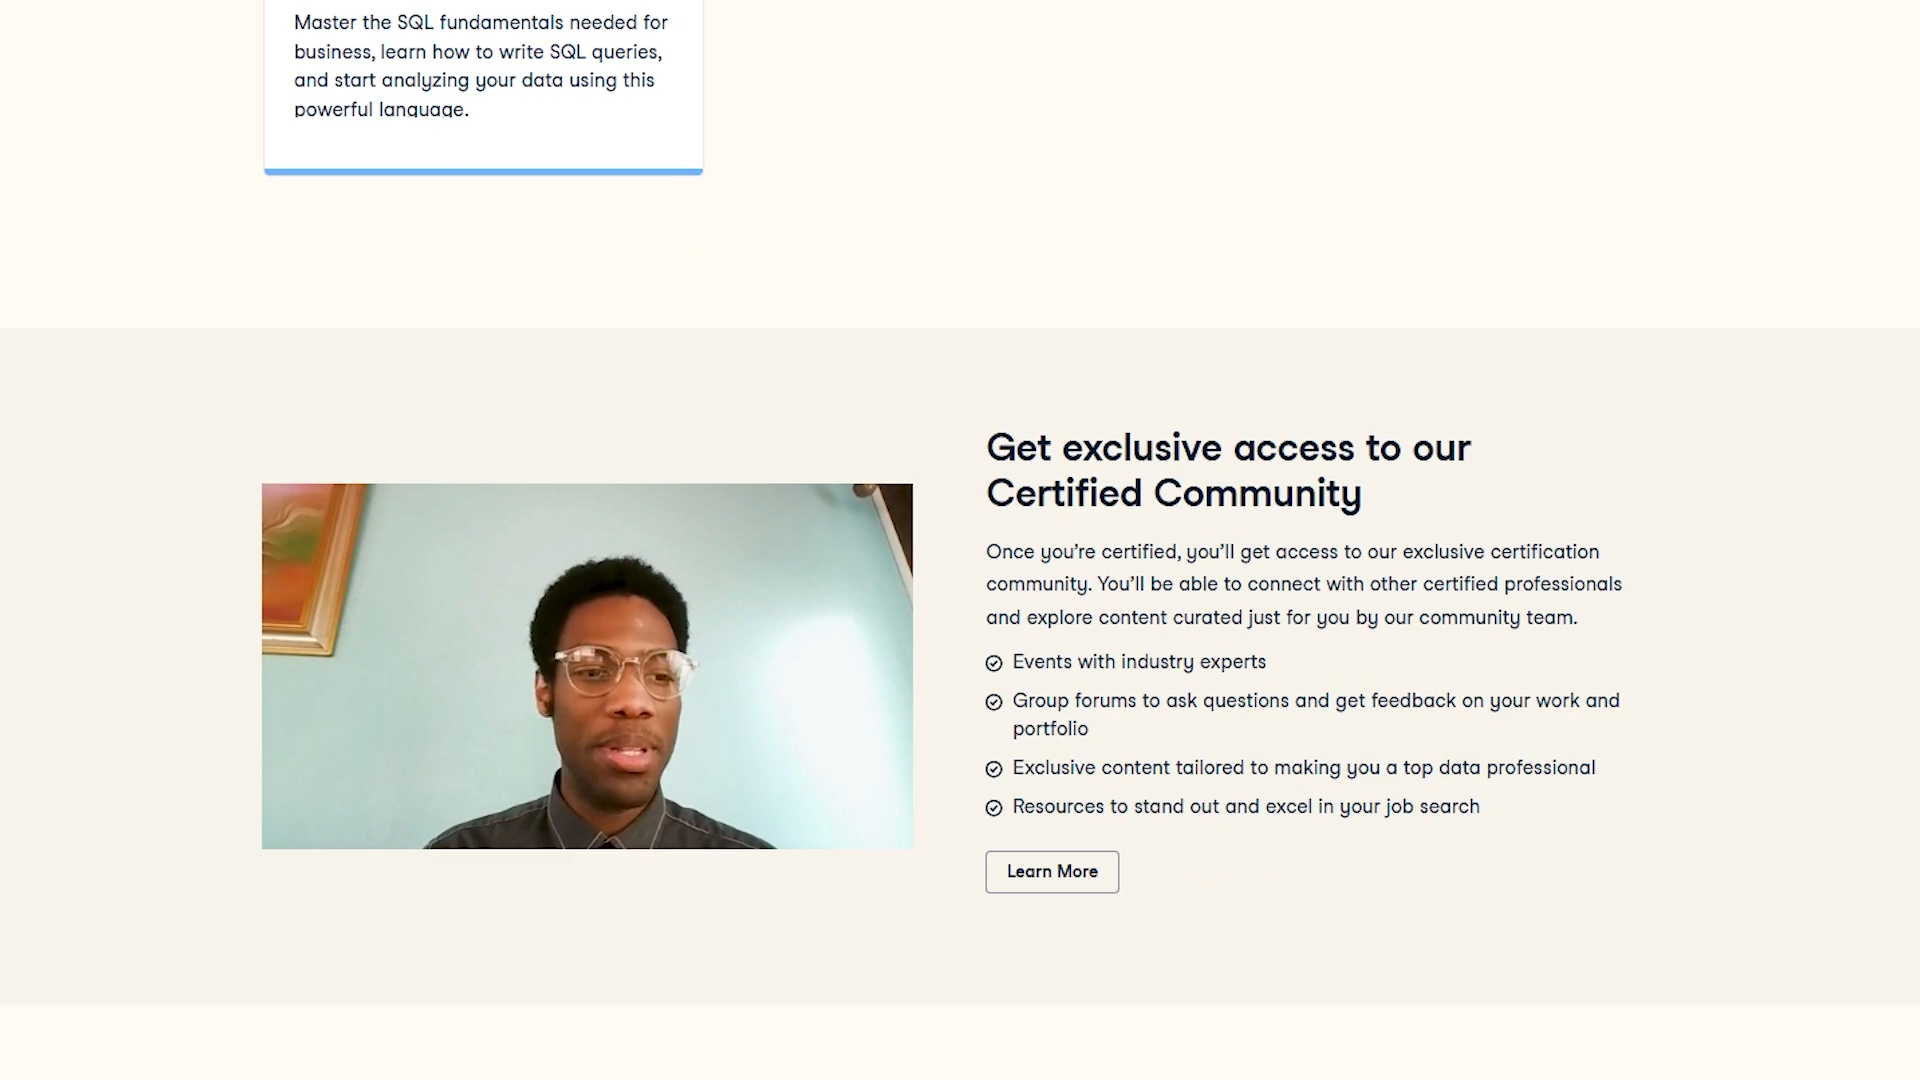 Master the SQL fundamentals needed for
business, learn how to write SQL queries,
and start analyzing your data using this
powerful language.
Get exclusive access to our
Certified Community
Once you’re certified, you’ll get access to our exclusive certification
community. You’ll be able to connect with other certified professionals
and explore content curated just for you by our community team.
Events with industry experts
Group forums to ask questions and get feedback on your work and
portfolio
Exclusive content tailored to making you a top data professional
Resources to stand out and excel in your job search
Learn More